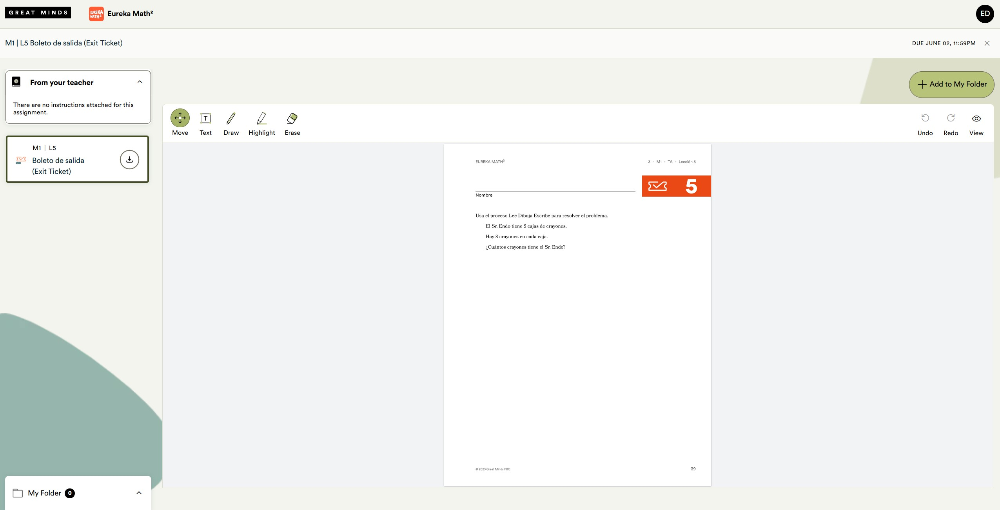 GREAT MINDS
EUREKA MATH²
Eureka Math²
ED
M1 | L5 Boleto de salida (Exit Ticket)
DUE JUNE 02, 11:59PM
From your teacher
There are no instructions attached for this
assignment.
Add to My Folder
M1 | L5
Boleto de salida
(Exit Ticket)
Move
Text
Draw
Highlight
Erase
Undo
Redo
View
EUREKA MATH²
3 ▸ M1 ▸ TA ▸ Lección 5
5
Nombre
Usa el proceso Lee-Dibuja-Escribe para resolver el problema.
El Sr. Endo tiene 5 cajas de crayones.
Hay 8 crayones en cada caja.
¿Cuántos crayones tiene el Sr. Endo?
© 2023 Great Minds PBC
39
My Folder 0